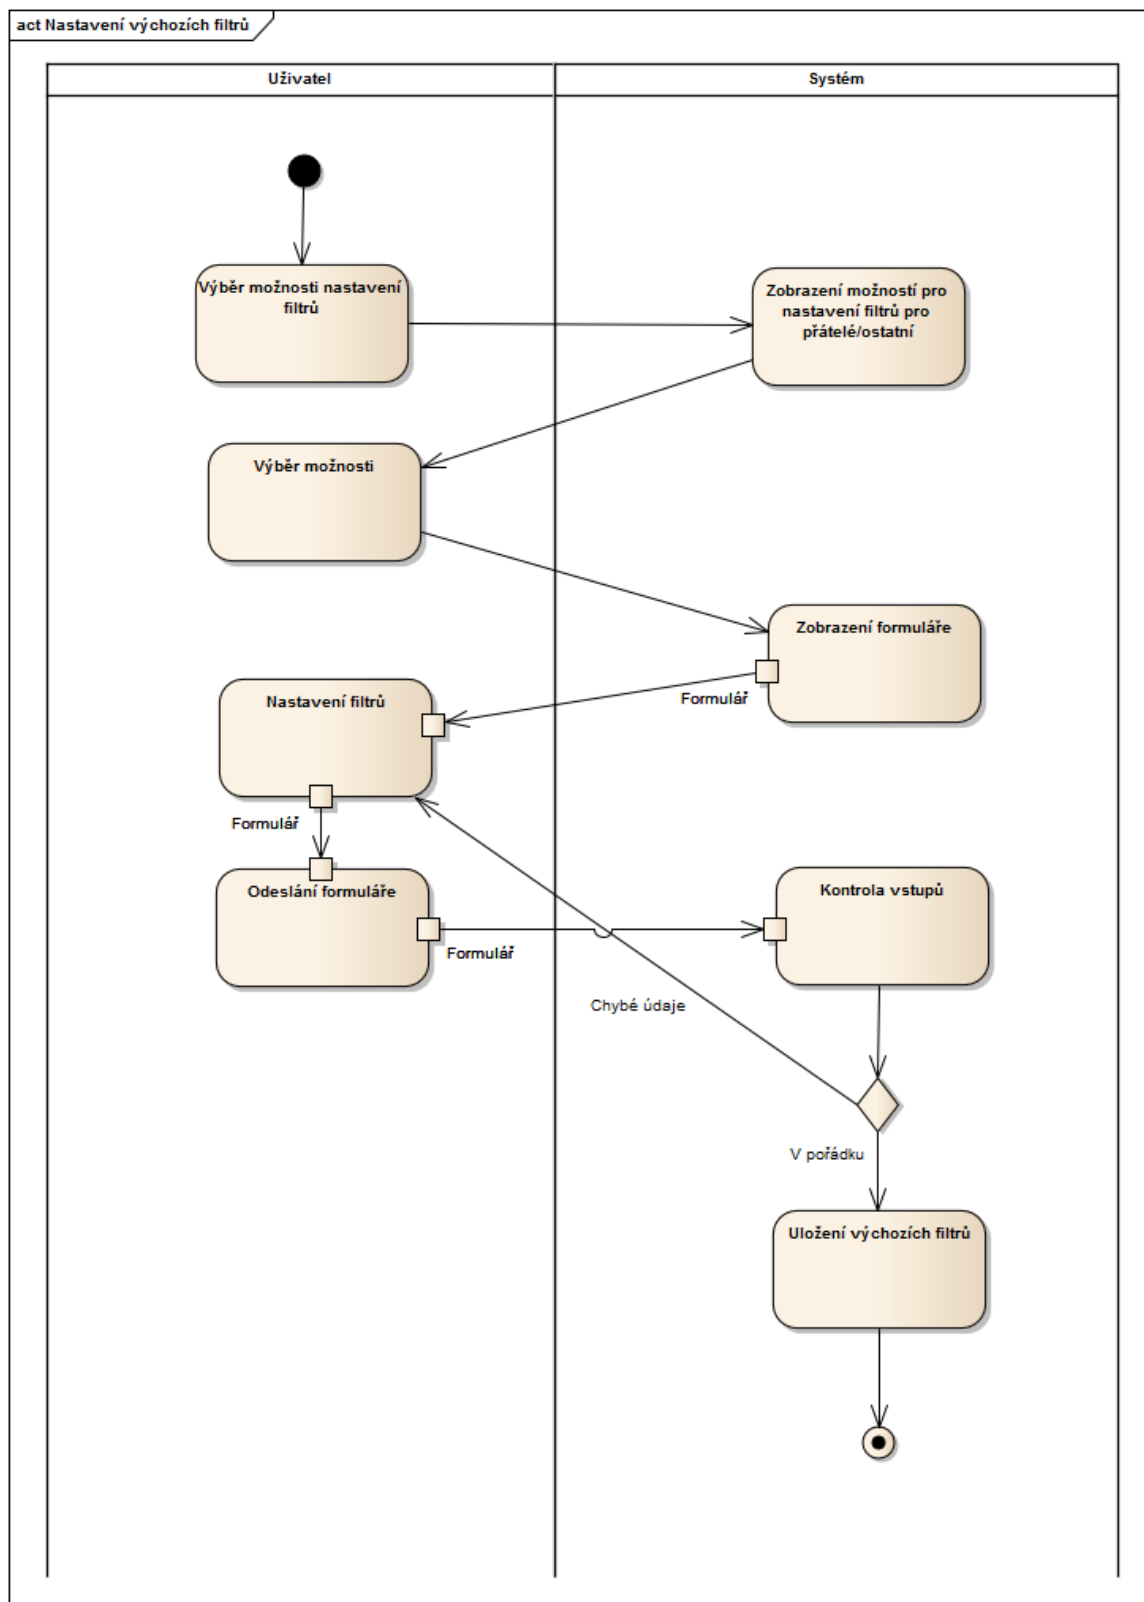 act Nastavení výchozích filtrů
Uživatel
Systém
Výběr možnosti nastavení
filtrů
Zobrazení možností pro
nastavení filtrů pro
přátelé/ostatní
Výběr možnosti
Zobrazení formuláře
Formulář
Nastavení filtrů
Formulář
Odeslání formuláře
Formulář
Kontrola vstupů
Chybé údaje
V pořádku
Uložení výchozích filtrů